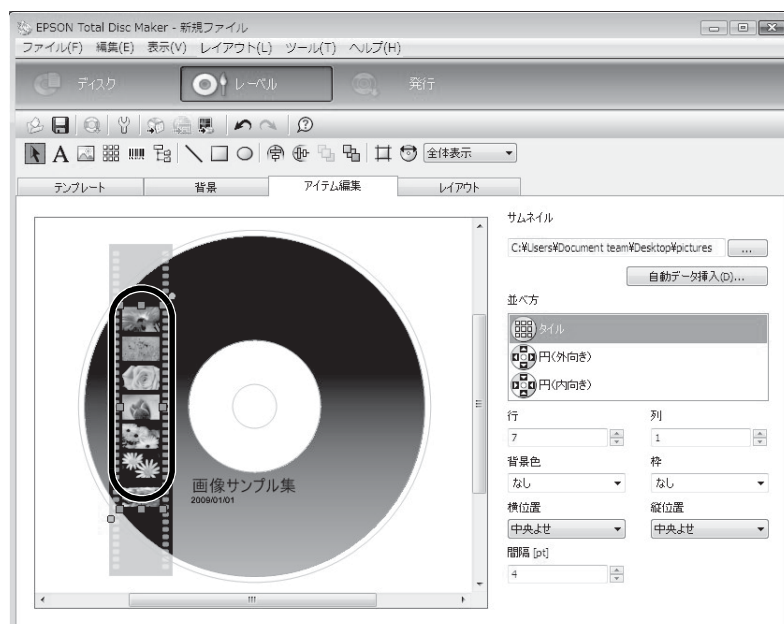 EPSON Total Disc Maker - 新規ファイル
ファイル(F) 編集(E) 表示(V) レイアウト(L) ツール(T) ヘルプ(H)
ディスク レーベル 発行
全体表示
テンプレート 背景 アイテム編集 レイアウト
サムネイル
C:¥Users¥Document team¥Desktop¥pictures ...
自動データ挿入(D)...
並べ方
タイル
円(外向き)
円(内向き)
行 列
7 1
背景色 枠
なし なし
横位置 縦位置
中央よせ 中央よせ
間隔 [pt]
4
画像サンプル集
2009/01/01